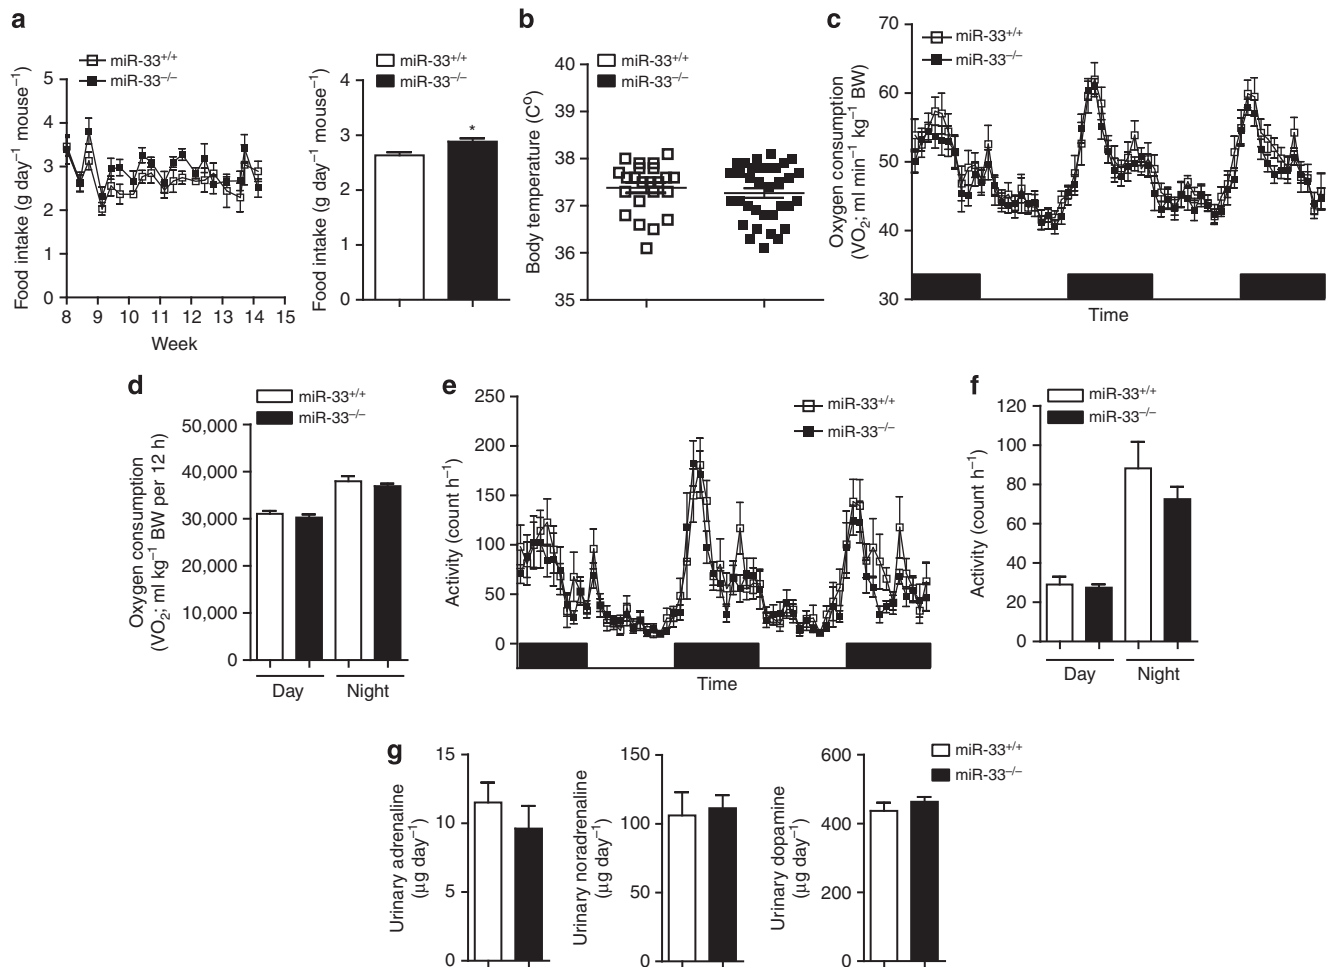 a
miR-33+/+
miR-33−/−
Food intake (g day−1 mouse−1)
5
4
3
2
1
0
8 9 10 11 12 13 14 15
Week
miR-33+/+
miR-33−/−
Food intake (g day−1 mouse−1)
4
3
2
1
0
*
b
miR-33+/+
miR-33−/−
Body temperature (C°)
40
39
38
37
36
35
c
miR-33+/+
miR-33−/−
Oxygen consumption
(VO2; ml min−1 kg−1 BW)
70
60
50
40
30
Time
d
miR-33+/+
miR-33−/−
Oxygen consumption
(VO2; ml kg−1 BW per 12 h)
50,000
40,000
30,000
20,000
10,000
0
Day Night
e
miR-33+/+
miR-33−/−
Activity (count h−1)
250
200
150
100
50
0
Time
f
miR-33+/+
miR-33−/−
Activity (count h−1)
120
100
80
60
40
20
0
Day Night
g
Urinary adrenaline
(μg day−1)
15
10
5
0
Urinary noradrenaline
(μg day−1)
150
100
50
0
Urinary dopamine
(μg day−1)
600
400
200
0
miR-33+/+
miR-33−/−